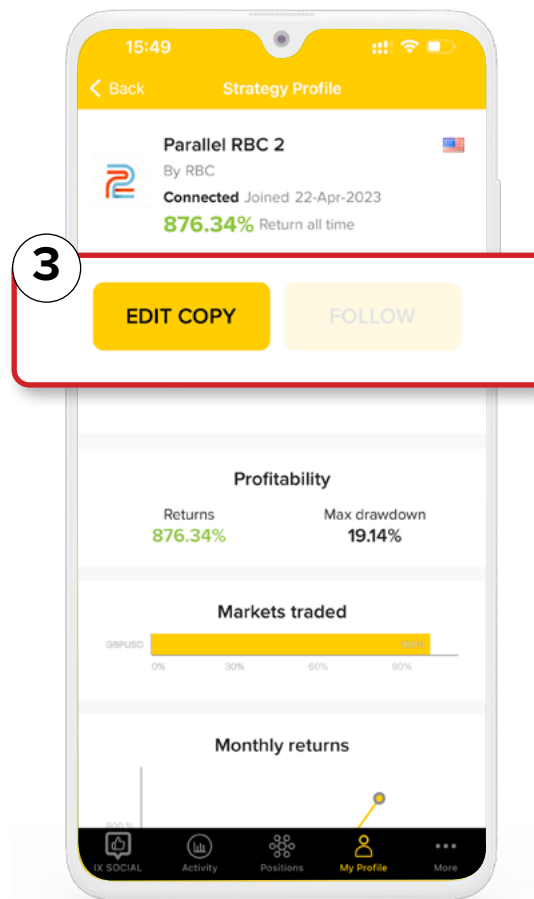 15:49
Back
Strategy Profile
Parallel RBC 2
By RBC
Connected Joined 22-Apr-2023
876.34% Return all time
3
EDIT COPY
FOLLOW
Profitability
Returns
Max drawdown
876.34%
19.14%
Markets traded
GBPUSD
0% 30% 60% 90%
Monthly returns
IX SOCIAL
Activity
Positions
My Profile
More